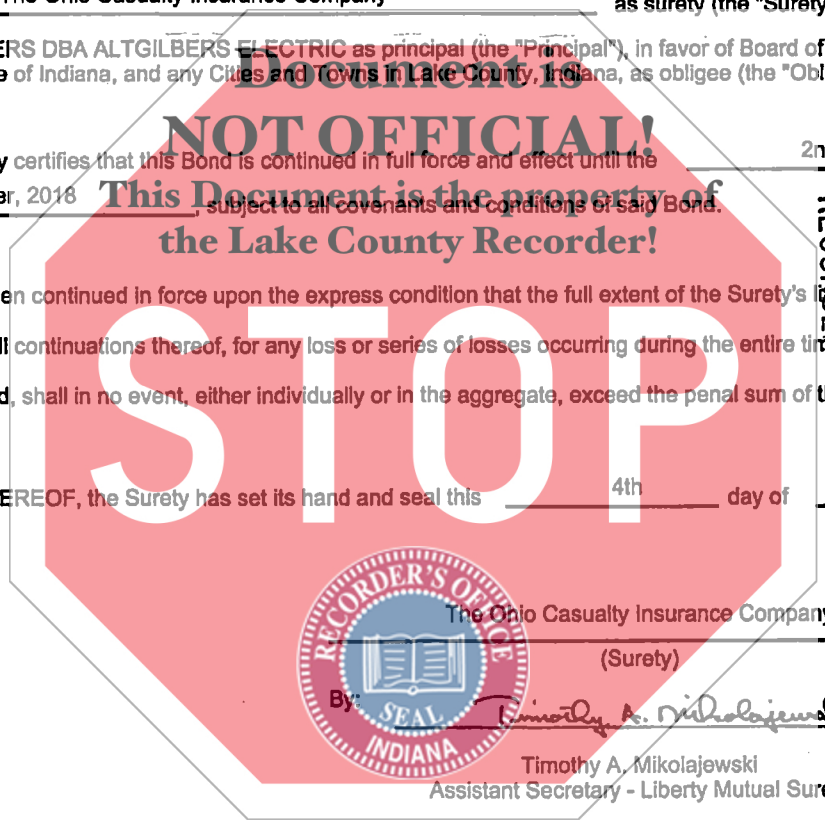 The Ohio Casualty Insurance Company as surety (the "Surety
ERS DBA ALTGILBERS ELECTRIC as principal (the "Principal"), in favor of Board of
e of Indiana, and any Cities and Towns in Lake County, Indiana, as obligee (the "Obl
Document is
NOT OFFICIAL!
y certifies that this Bond is continued in full force and effect until the 2n
er, 2018
This Document is the property of
, subject to all covenants and conditions of said Bond.
the Lake County Recorder!
en continued in force upon the express condition that the full extent of the Surety's
STOP
ll continuations thereof, for any loss or series of losses occurring during the entire
d, shall in no event, either individually or in the aggregate, exceed the penal sum of
EREOF, the Surety has set its hand and seal this 4th day of
RECORDER'S OFFICE
SEAL
INDIANA
The Ohio Casualty Insurance Company
(Surety)
By: Timothy A. Mikolajews
Timothy A. Mikolajewski
Assistant Secretary - Liberty Mutual Sure